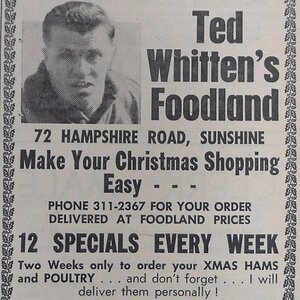 Ted
Whitten's
Foodland
72 HAMPSHIRE ROAD, SUNSHINE
Make Your Christmas Shopping
Easy - - -
PHONE 311-2367 FOR YOUR ORDER
DELIVERED AT FOODLAND PRICES
12 SPECIALS EVERY WEEK
Two Weeks only to order your XMAS HAMS
and POULTRY . . . and don't forget . . . I will
deliver them personally !